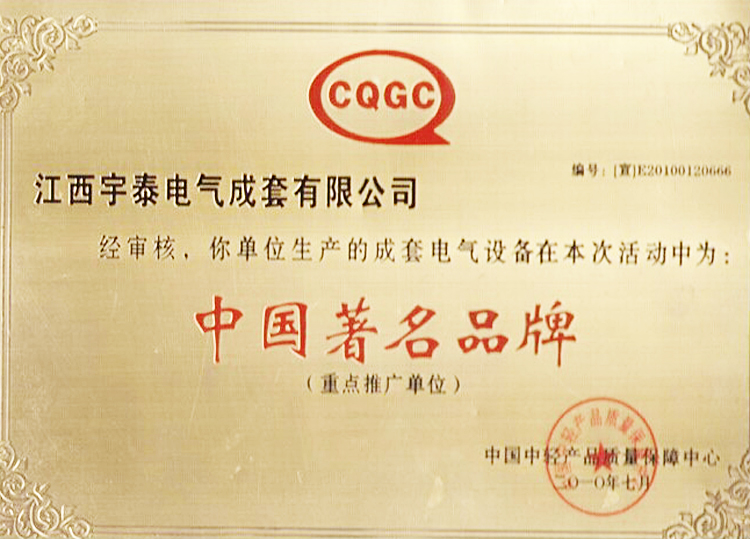 CQGC
编号：[宣]E20100120666
江西宇泰电气成套有限公司
经审核，你单位生产的成套电气设备在本次活动中为：
中国著名品牌
（重点推广单位）
中国中轻产品质量保障中心
二〇一〇年七月